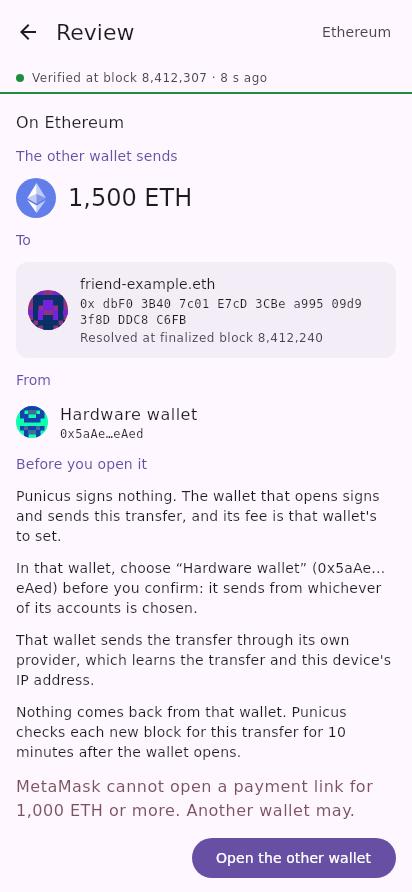 Review
Ethereum
Verified at block 8,412,307 · 8 s ago
On Ethereum
The other wallet sends
1,500 ETH
To
friend-example.eth
0x dbF0 3B40 7c01 E7cD 3CBe a995 09d9
3f8D DDC8 C6FB
Resolved at finalized block 8,412,240
From
Hardware wallet
0x5aAe…eAed
Before you open it
Punicus signs nothing. The wallet that opens signs
and sends this transfer, and its fee is that wallet's
to set.
In that wallet, choose “Hardware wallet” (0x5aAe…
eAed) before you confirm: it sends from whichever
of its accounts is chosen.
That wallet sends the transfer through its own
provider, which learns the transfer and this device's
IP address.
Nothing comes back from that wallet. Punicus
checks each new block for this transfer for 10
minutes after the wallet opens.
MetaMask cannot open a payment link for
1,000 ETH or more. Another wallet may.
Open the other wallet